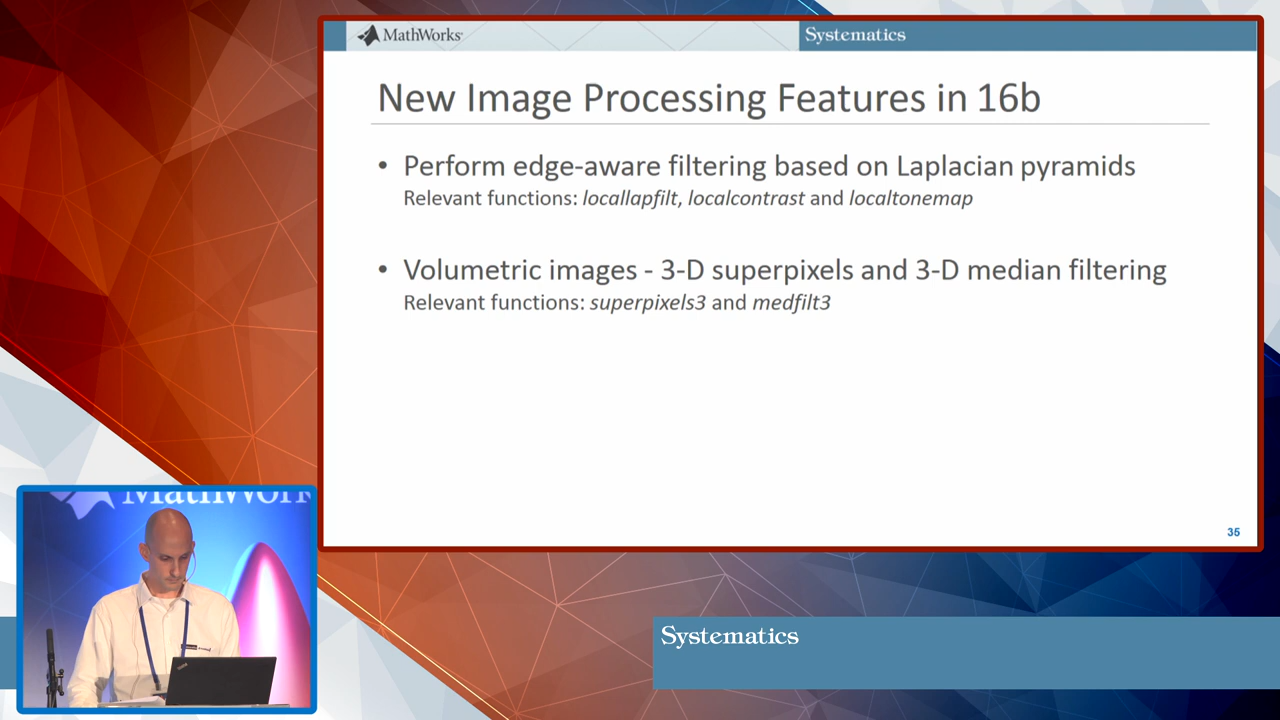 MathWorks
Systematics
New Image Processing Features in 16b
• Perform edge-aware filtering based on Laplacian pyramids
Relevant functions: locallapfilt, localcontrast and localtonemap
• Volumetric images - 3-D superpixels and 3-D median filtering
Relevant functions: superpixels3 and medfilt3
35
MathWork
Systematics